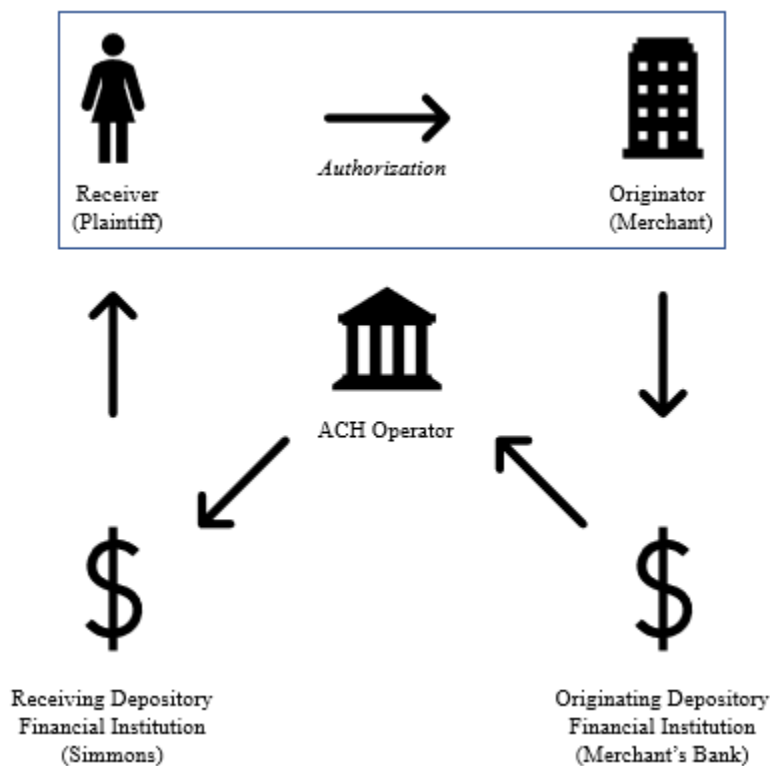 Authorization
Receiver
(Plaintiff)
Originator
(Merchant)
ACH Operator
Receiving Depository
Financial Institution
(Simmons)
Originating Depository
Financial Institution
(Merchant's Bank)